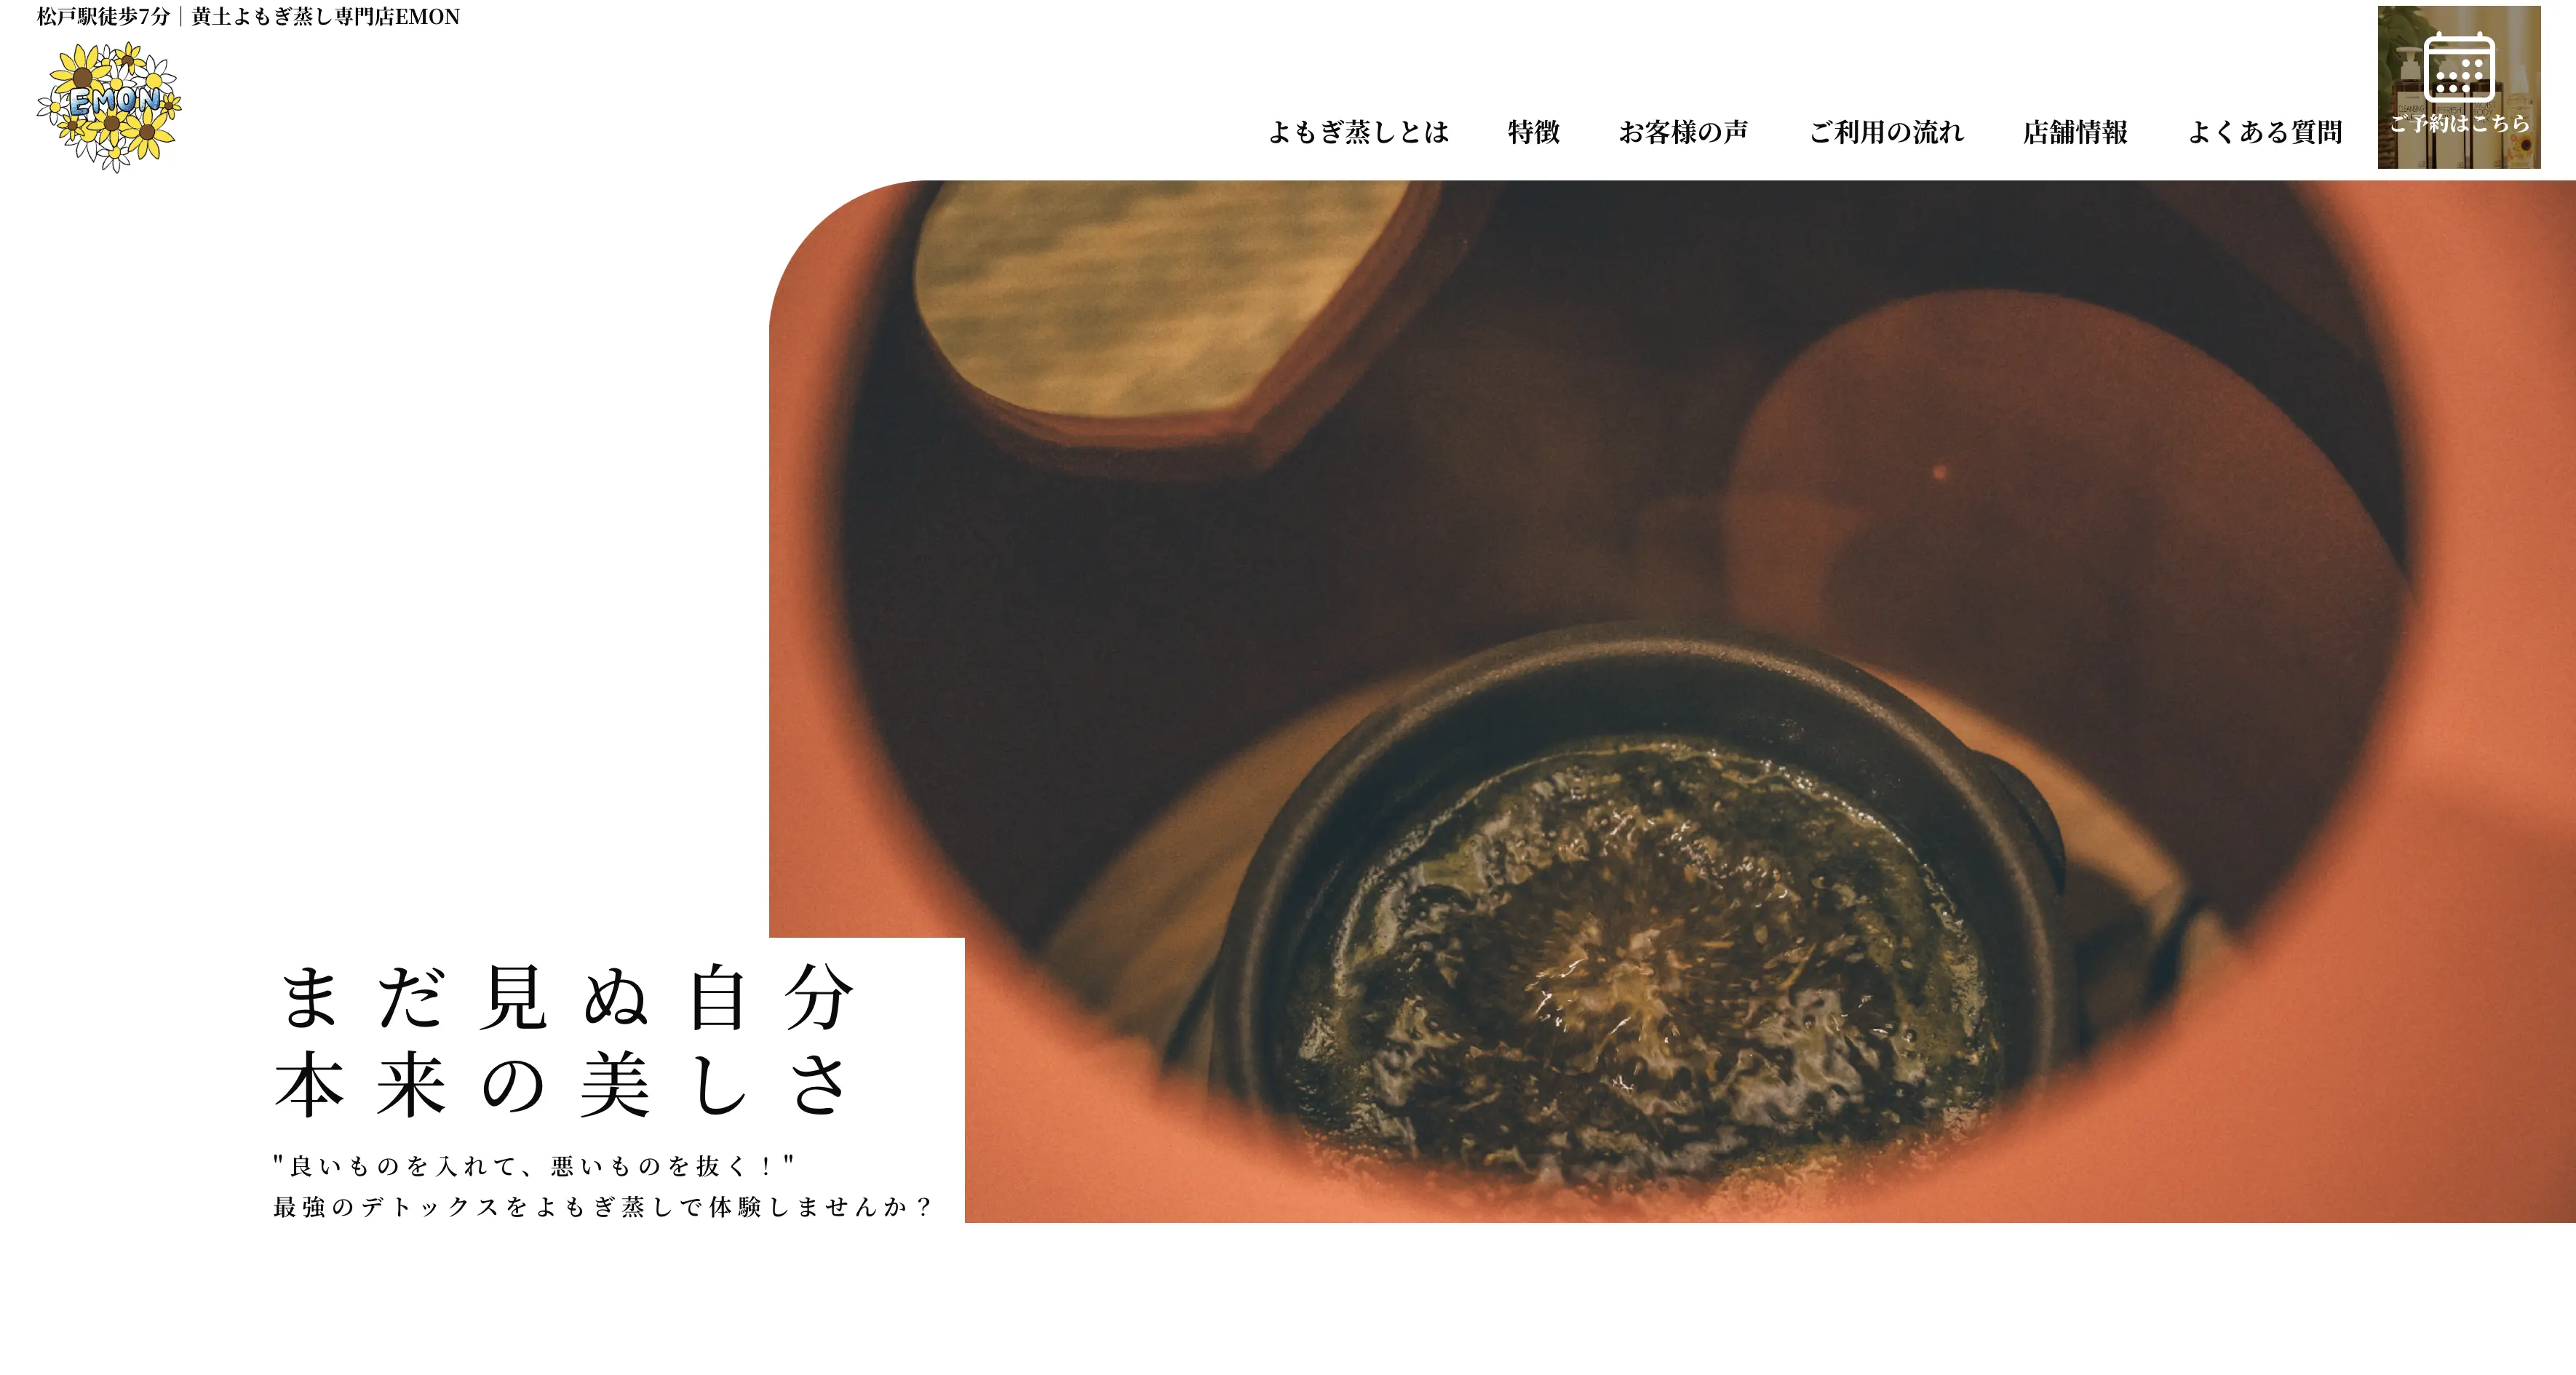 松戸駅徒歩7分｜黄土よもぎ蒸し専門店EMON
EMON
よもぎ蒸しとは 特徴 お客様の声 ご利用の流れ 店舗情報 よくある質問
ご予約はこちら
まだ見ぬ自分
本来の美しさ
"良いものを入れて、悪いものを抜く！"
最強のデトックスをよもぎ蒸しで体験しませんか？